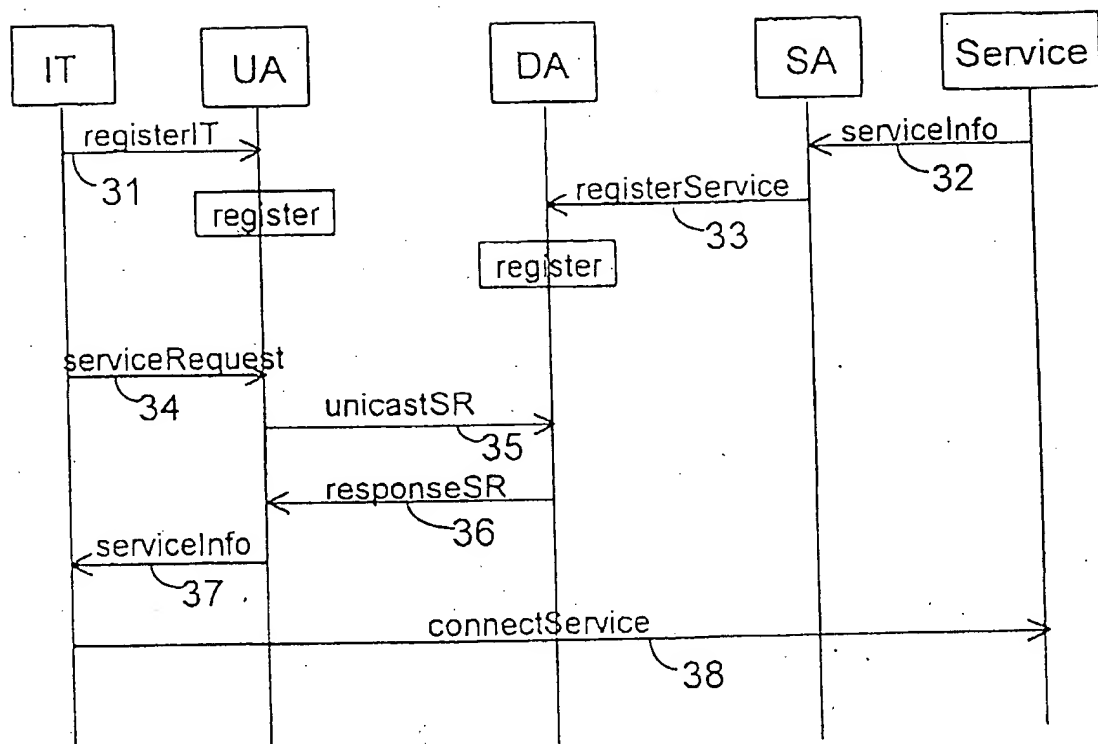 IT UA DA SA Service
registerIT serviceInfo
31 32
register registerService
33
register
serviceRequest
34
unicastSR
35
responseSR
36
serviceInfo
37
connectService
38